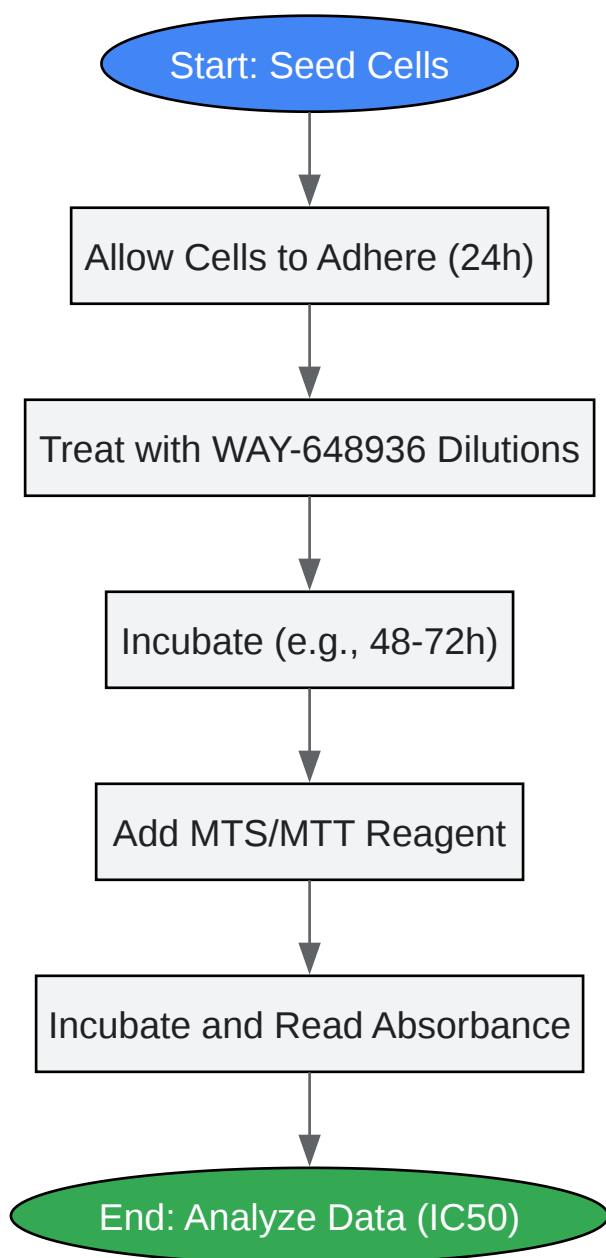 Start: Seed Cells
Allow Cells to Adhere (24h)
Treat with WAY-648936 Dilutions
Incubate (e.g., 48-72h)
Add MTS/MTT Reagent
Incubate and Read Absorbance
End: Analyze Data (IC50)